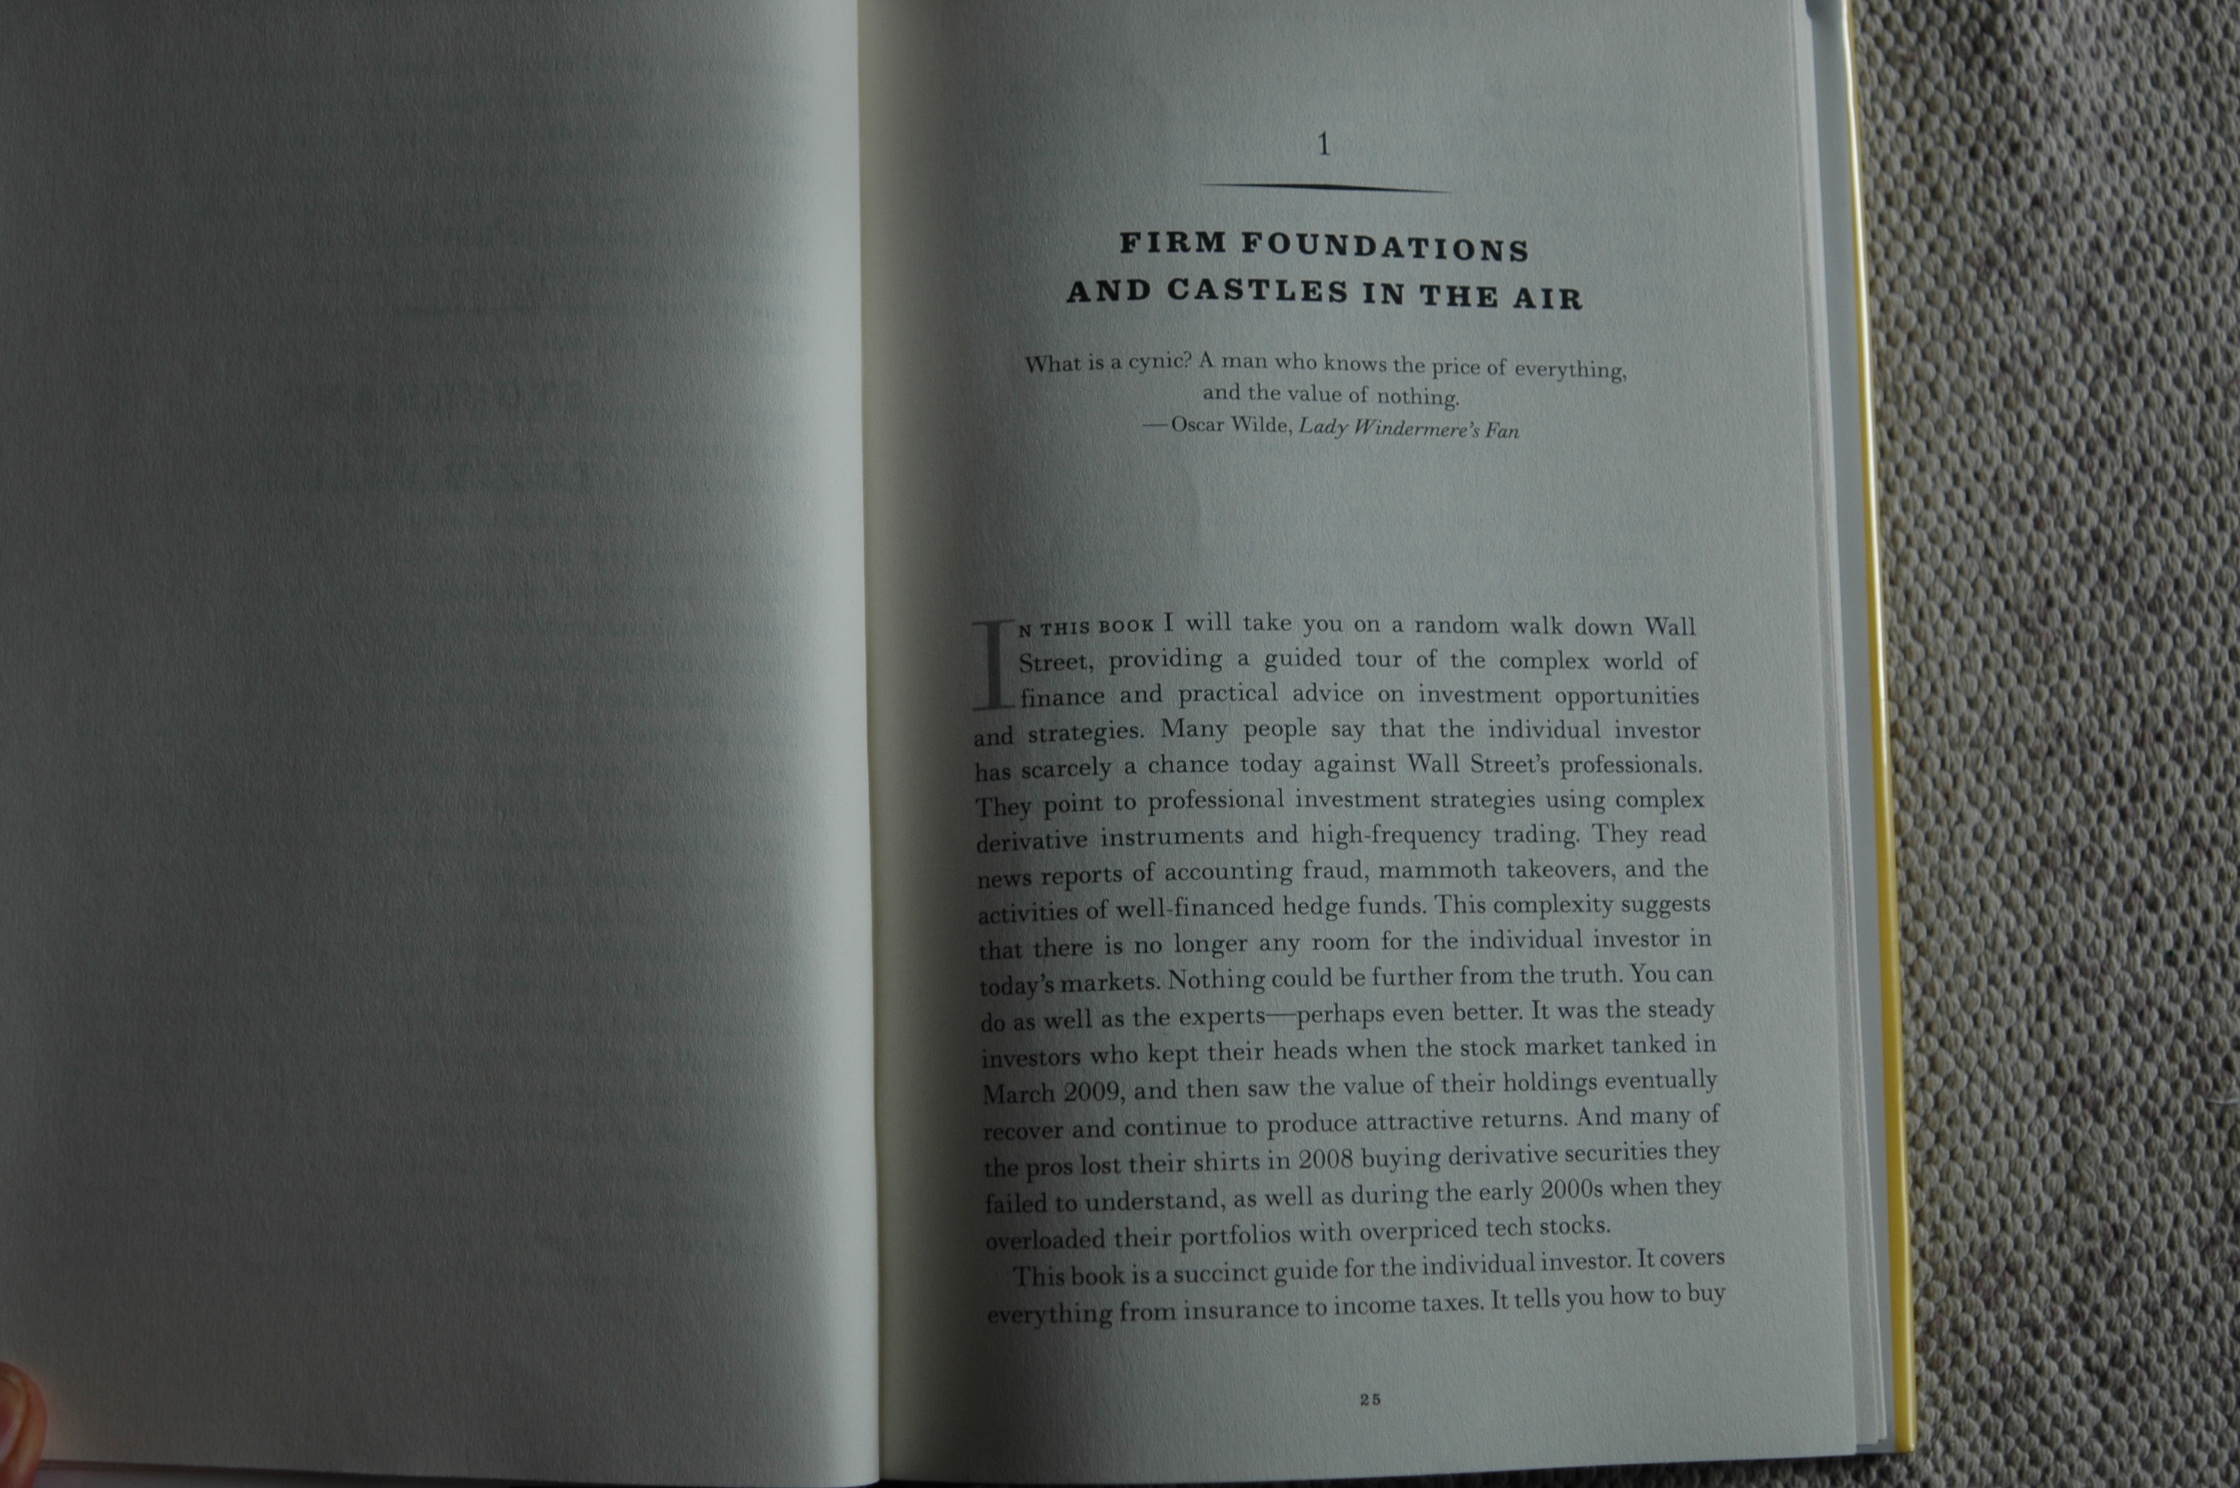 1
FIRM FOUNDATIONS
AND CASTLES IN THE AIR
What is a cynic? A man who knows the price of everything,
and the value of nothing.
—Oscar Wilde, Lady Windermere's Fan
IN THIS BOOK I will take you on a random walk down Wall
Street, providing a guided tour of the complex world of
finance and practical advice on investment opportunities
and strategies. Many people say that the individual investor
has scarcely a chance today against Wall Street's professionals.
They point to professional investment strategies using complex
derivative instruments and high-frequency trading. They read
news reports of accounting fraud, mammoth takeovers, and the
activities of well-financed hedge funds. This complexity suggests
that there is no longer any room for the individual investor in
today's markets. Nothing could be further from the truth. You can
do as well as the experts—perhaps even better. It was the steady
investors who kept their heads when the stock market tanked in
March 2009, and then saw the value of their holdings eventually
recover and continue to produce attractive returns. And many of
the pros lost their shirts in 2008 buying derivative securities they
failed to understand, as well as during the early 2000s when they
overloaded their portfolios with overpriced tech stocks.
This book is a succinct guide for the individual investor. It covers
everything from insurance to income taxes. It tells you how to buy
25